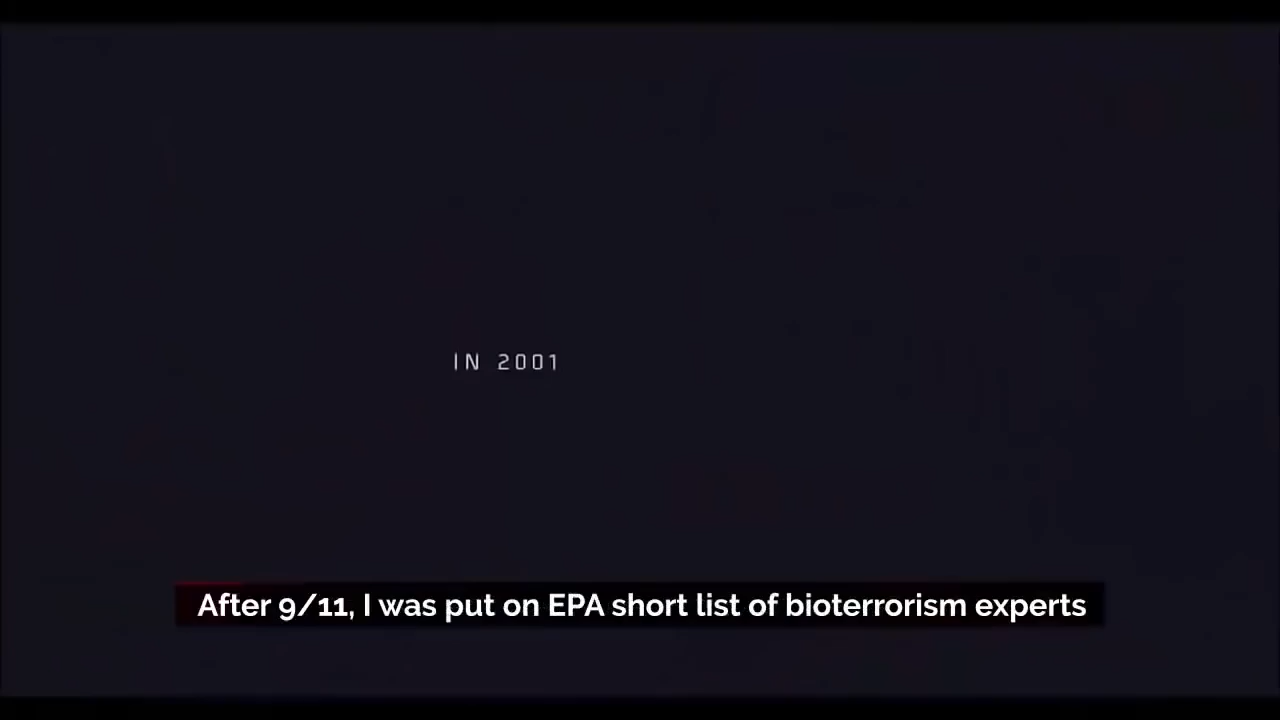 IN 2001
After 9/11, I was put on EPA short list of bioterrorism experts